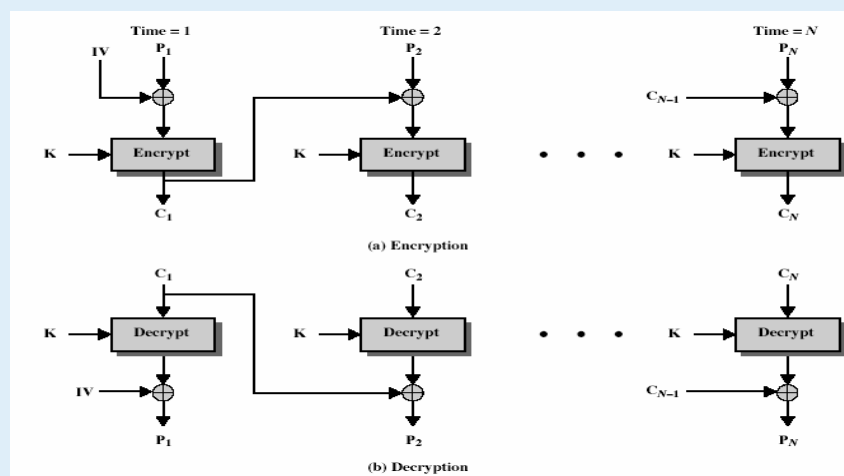 Time = 1 Time = 2 Time = N
IV P1 P2 PN
CN−1
K Encrypt K Encrypt • • • K Encrypt
C1 C2 CN
(a) Encryption
C1 C2 CN
K Decrypt K Decrypt • • • K Decrypt
IV CN−1
P1 P2 PN
(b) Decryption